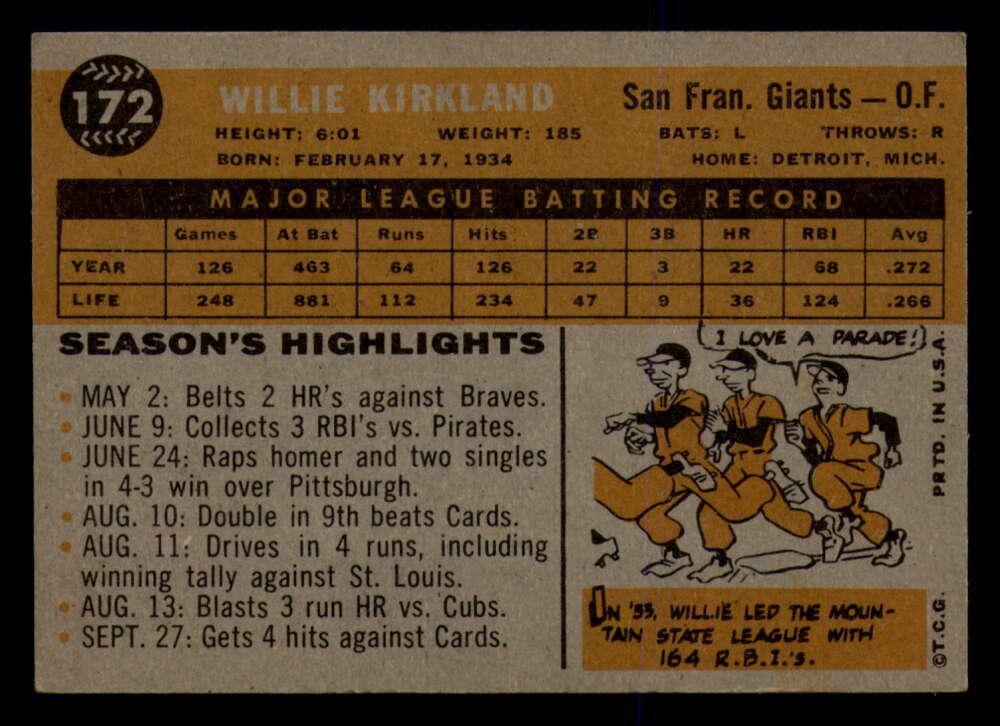 172
WILLIE KIRKLAND
San Fran. Giants — O.F.
HEIGHT: 6:01 WEIGHT: 185 BATS: L THROWS: R
BORN: FEBRUARY 17, 1934 HOME: DETROIT, MICH.
MAJOR LEAGUE BATTING RECORD
Games At Bat Runs Hits 2B 3B HR RBI Avg
YEAR 126 463 64 126 22 3 22 68 .272
LIFE 248 881 112 234 47 9 36 124 .266
SEASON'S HIGHLIGHTS
• MAY 2: Belts 2 HR's against Braves.
• JUNE 9: Collects 3 RBI's vs. Pirates.
• JUNE 24: Raps homer and two singles
in 4-3 win over Pittsburgh.
• AUG. 10: Double in 9th beats Cards.
• AUG. 11: Drives in 4 runs, including
winning tally against St. Louis.
• AUG. 13: Blasts 3 run HR vs. Cubs.
• SEPT. 27: Gets 4 hits against Cards.
I LOVE A PARADE!
IN '53, WILLIE LED THE MOUN-
TAIN STATE LEAGUE WITH
164 R.B.I.'s.
©T.C.G. PRTD. IN U.S.A.